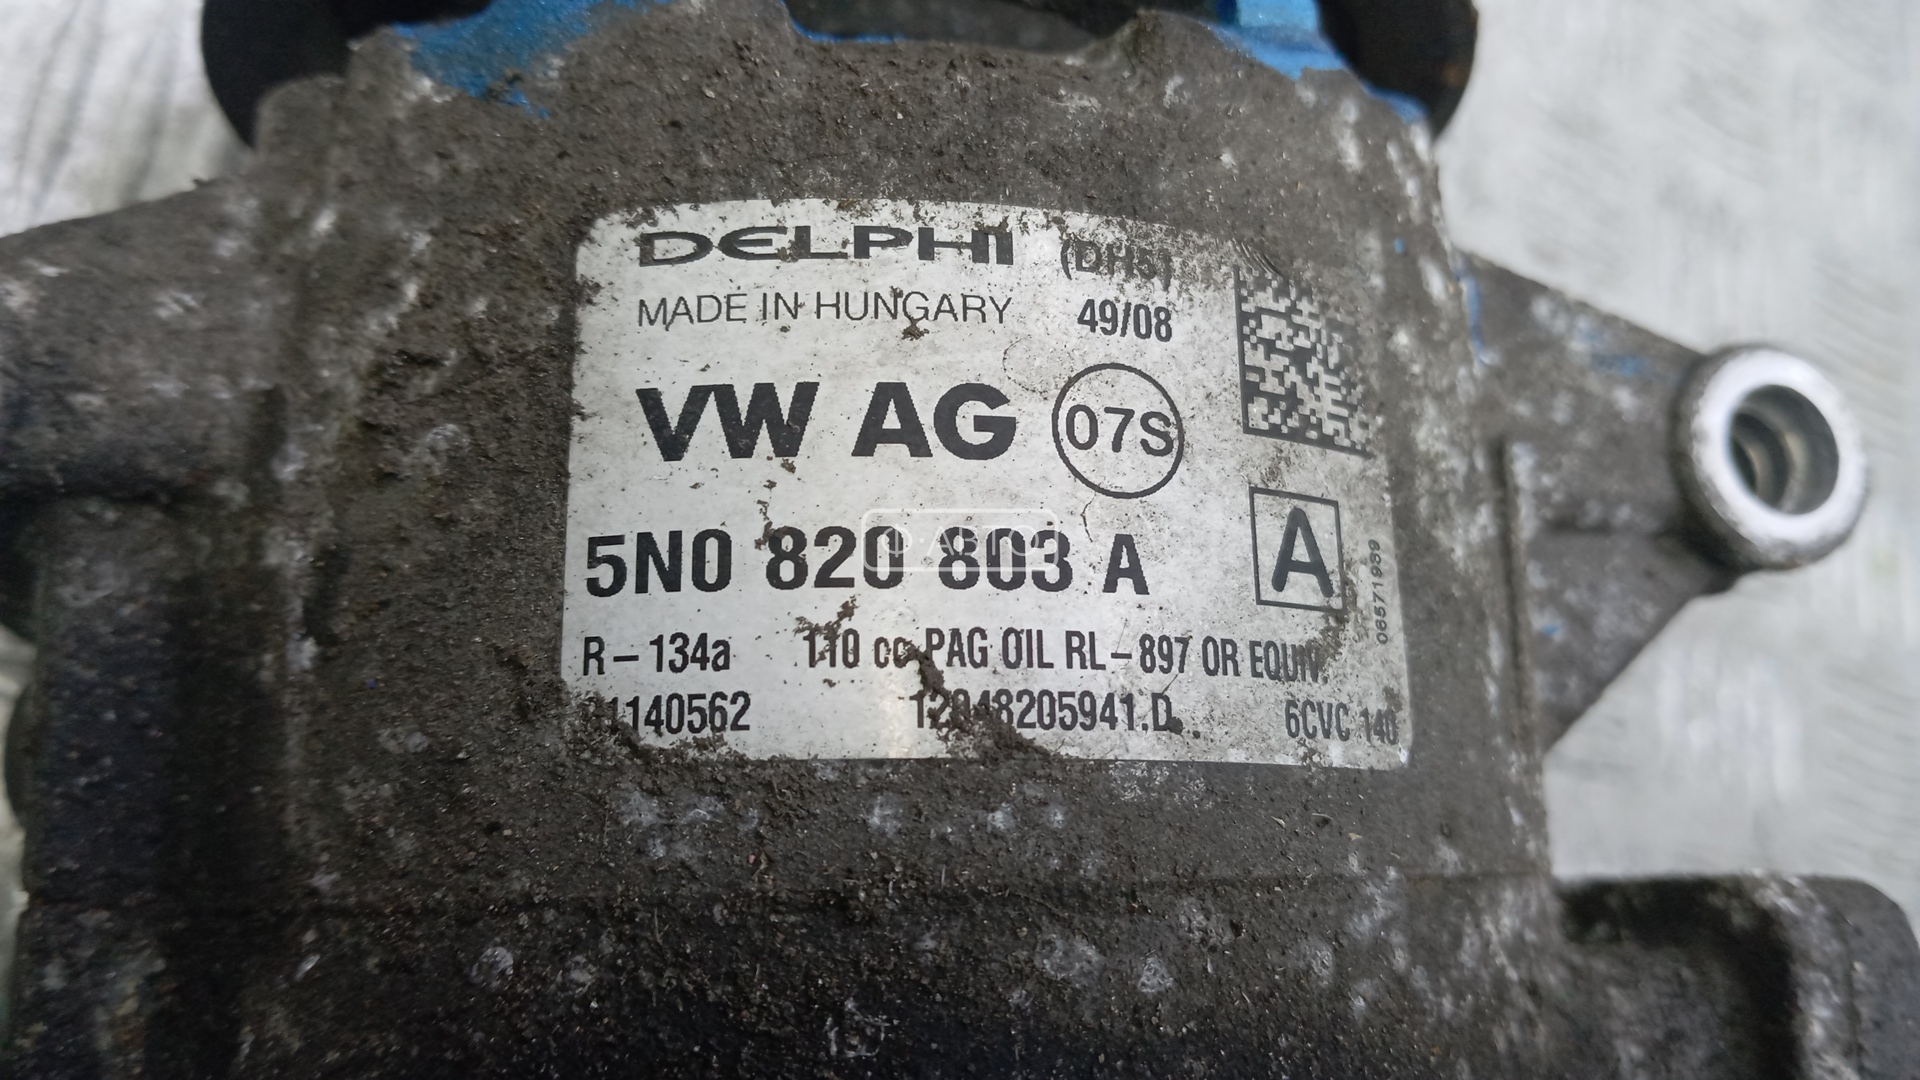 DELPHI (DH5)
MADE IN HUNGARY 49/08
VW AG 07S
5N0 820 803 A A
R-134a 110 cc PAG OIL RL-897 OR EQUIV.
6CVC 140